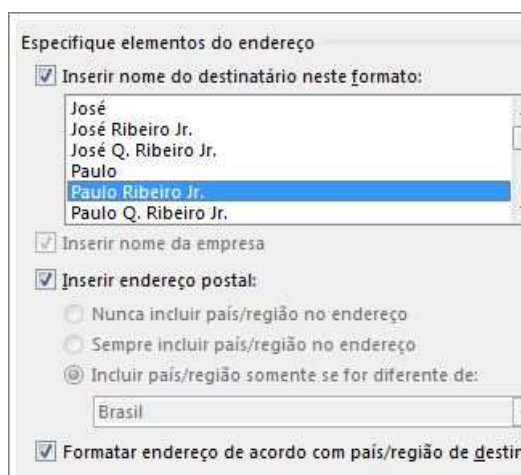 Especifique elementos do endereço
Inserir nome do destinatário neste formato:
José
José Ribeiro Jr.
José Q. Ribeiro Jr.
Paulo
Paulo Ribeiro Jr.
Paulo Q. Ribeiro Jr.
Inserir nome da empresa
Inserir endereço postal:
Nunca incluir país/região no endereço
Sempre incluir país/região no endereço
Incluir país/região somente se for diferente de:
Brasil
Formatar endereço de acordo com país/região de destin